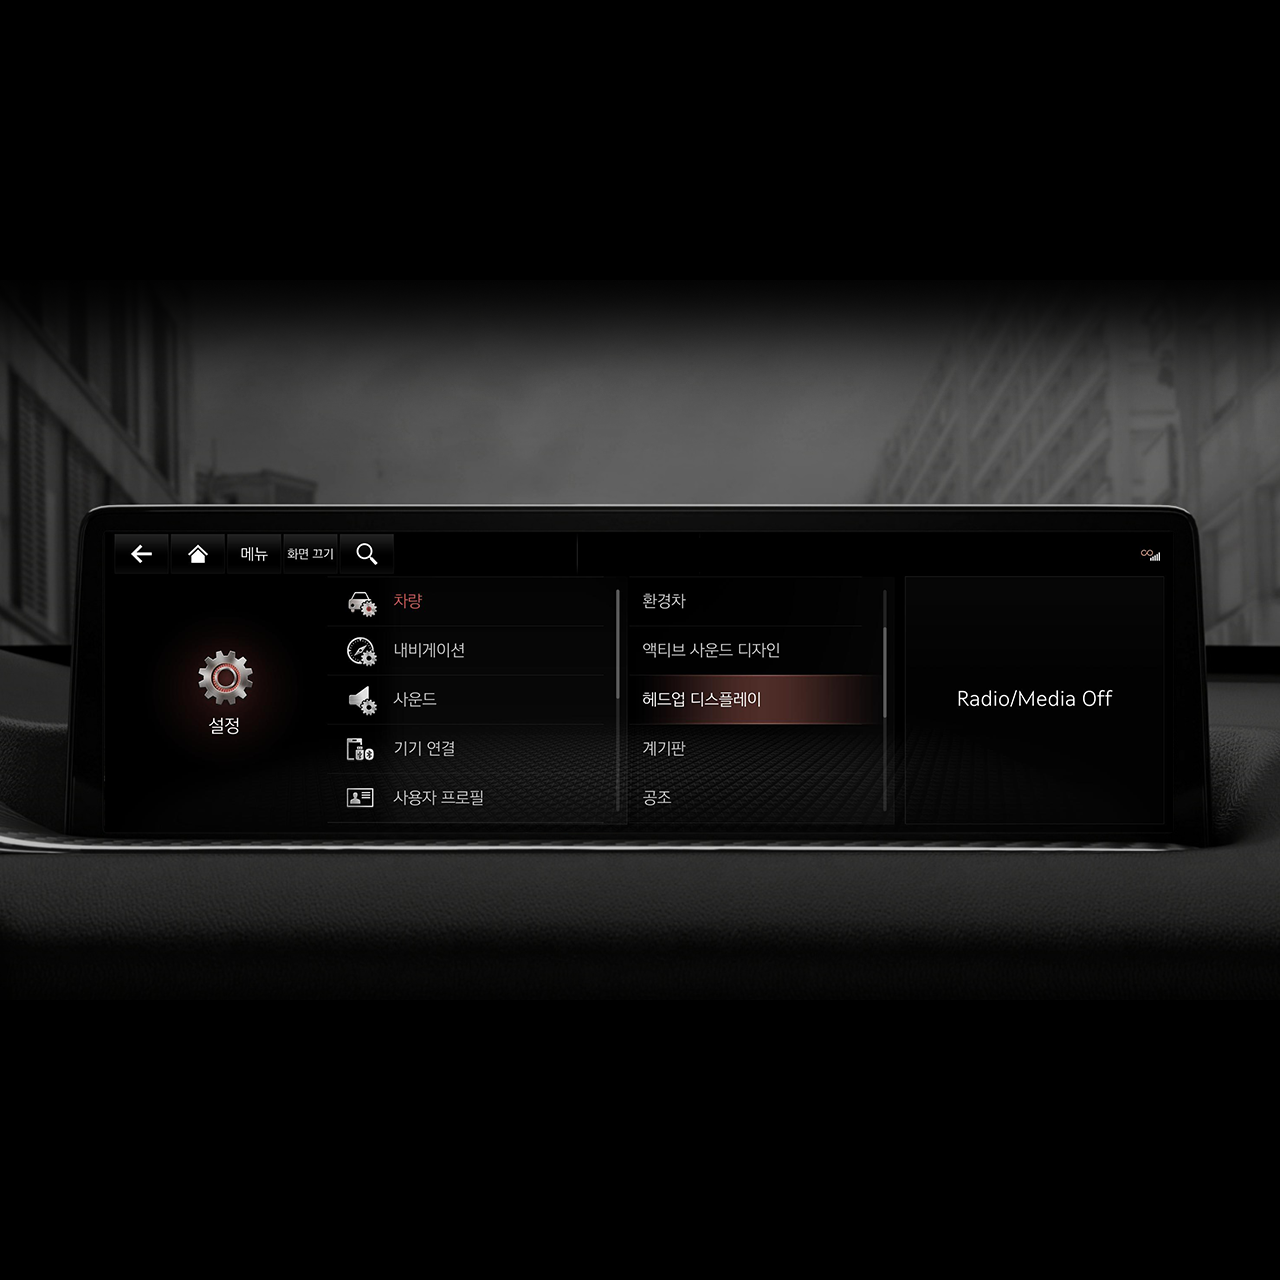 메뉴
화면 끄기
설정
차량
내비게이션
사운드
기기 연결
사용자 프로필
환경차
액티브 사운드 디자인
헤드업 디스플레이
계기판
공조
Radio/Media Off